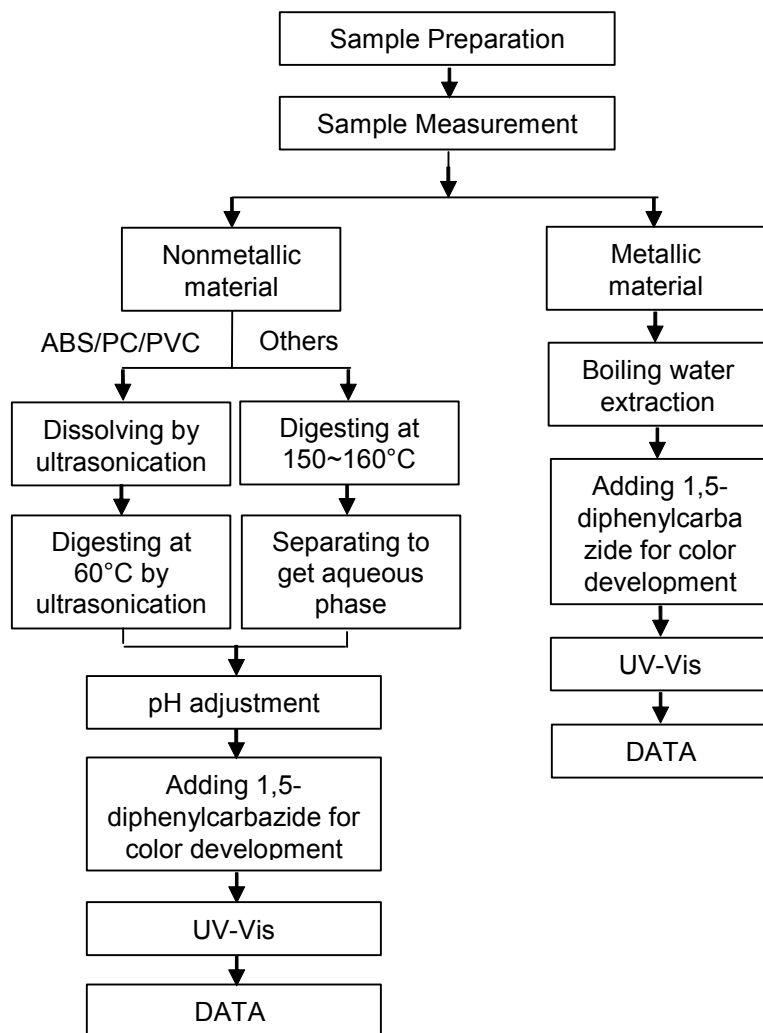 Sample Preparation
Sample Measurement
Nonmetallic
material
Metallic
material
ABS/PC/PVC
Others
Boiling water
extraction
Dissolving by
ultrasonication
Digesting at
150~160°C
Adding 1,5-
diphenylcarba
zide for color
development
Digesting at
60°C by
ultrasonication
Separating to
get aqueous
phase
UV-Vis
pH adjustment
DATA
Adding 1,5-
diphenylcarbazide for
color development
UV-Vis
DATA